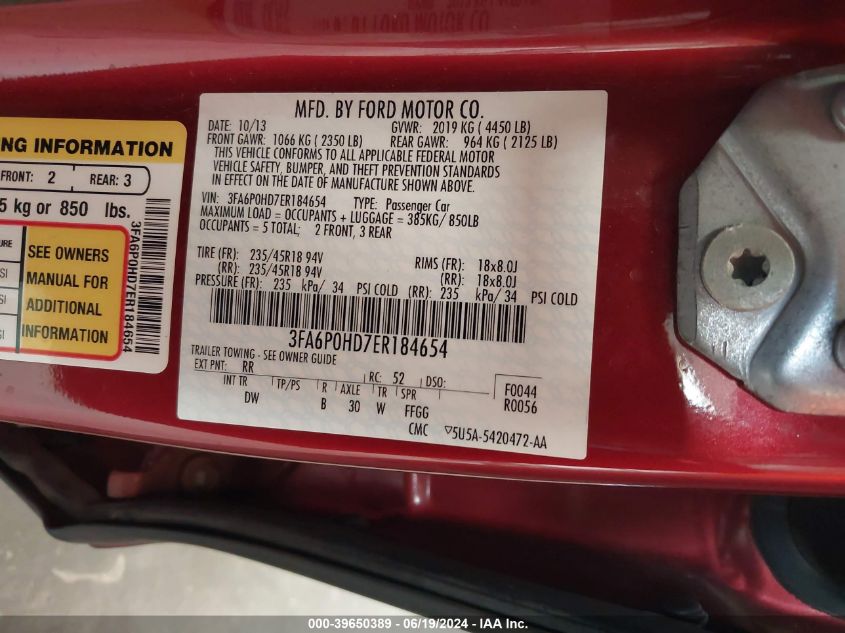 MFD. BY FORD MOTOR CO.
DATE: 10/13 GVWR: 2019 KG ( 4450 LB)
FRONT GAWR: 1066 KG ( 2350 LB) REAR GAWR: 964 KG ( 2125 LB)
THIS VEHICLE CONFORMS TO ALL APPLICABLE FEDERAL MOTOR
VEHICLE SAFETY, BUMPER, AND THEFT PREVENTION STANDARDS
IN EFFECT ON THE DATE OF MANUFACTURE SHOWN ABOVE.
VIN: 3FA6P0HD7ER184654 TYPE: Passenger Car
MAXIMUM LOAD = OCCUPANTS + LUGGAGE = 385KG/ 850LB
OCCUPANTS = 5 TOTAL; 2 FRONT, 3 REAR
TIRE (FR): 235/45R18 94V RIMS (FR): 18x8.0J
(RR): 235/45R18 94V (RR): 18x8.0J
PRESSURE (FR): 235 kPa/ 34 PSI COLD (RR): 235 kPa/ 34 PSI COLD
3FA6P0HD7ER184654
TRAILER TOWING - SEE OWNER GUIDE
EXT PNT: RR RC: 52 DSO: F0044
INT TR TP/PS R AXLE TR SPR R0056
DW B 30 W FFGG
CMC ▽5U5A-5420472-AA
INFORMATION
FRONT: 2 REAR: 3
5 kg or 850 lbs.
SEE OWNERS
MANUAL FOR
ADDITIONAL
INFORMATION
3FA6P0HD7ER184654
000-39650389 - 06/19/2024 - IAA Inc.